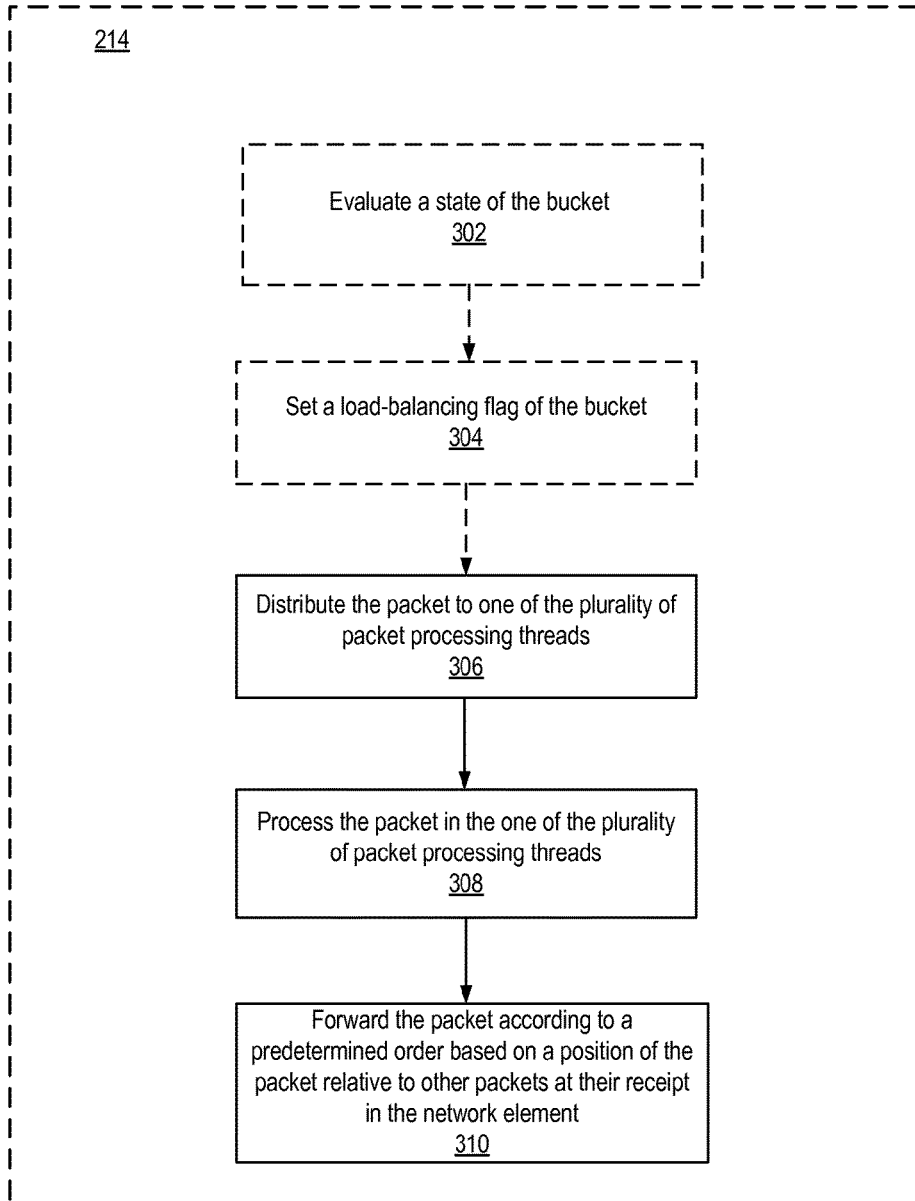 214
Evaluate a state of the bucket
302
Set a load-balancing flag of the bucket
304
Distribute the packet to one of the plurality of
packet processing threads
306
Process the packet in the one of the plurality
of packet processing threads
308
Forward the packet according to a
predetermined order based on a position of the
packet relative to other packets at their receipt
in the network element
310